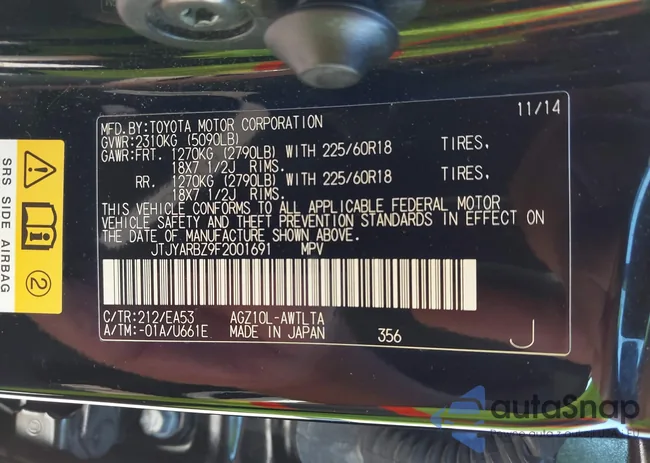 11/14
MFD.BY:TOYOTA MOTOR CORPORATION
GVWR:2310KG (5090LB)
GAWR:FRT. 1270KG (2790LB) WITH 225/60R18 TIRES.
18X7 1/2J RIMS.
RR. 1270KG (2790LB) WITH 225/60R18 TIRES.
18X7 1/2J RIMS.
THIS VEHICLE CONFORMS TO ALL APPLICABLE FEDERAL MOTOR
VEHICLE SAFETY AND THEFT PREVENTION STANDARDS IN EFFECT ON
THE DATE OF MANUFACTURE SHOWN ABOVE.
JTJYARBZ9F2001691 MPV
C/TR:212/EA53 AGZ10L-AWTLTA
A/TM:-01A/U661E MADE IN JAPAN 356 J
SRS SIDE AIRBAG
2
autoSnap